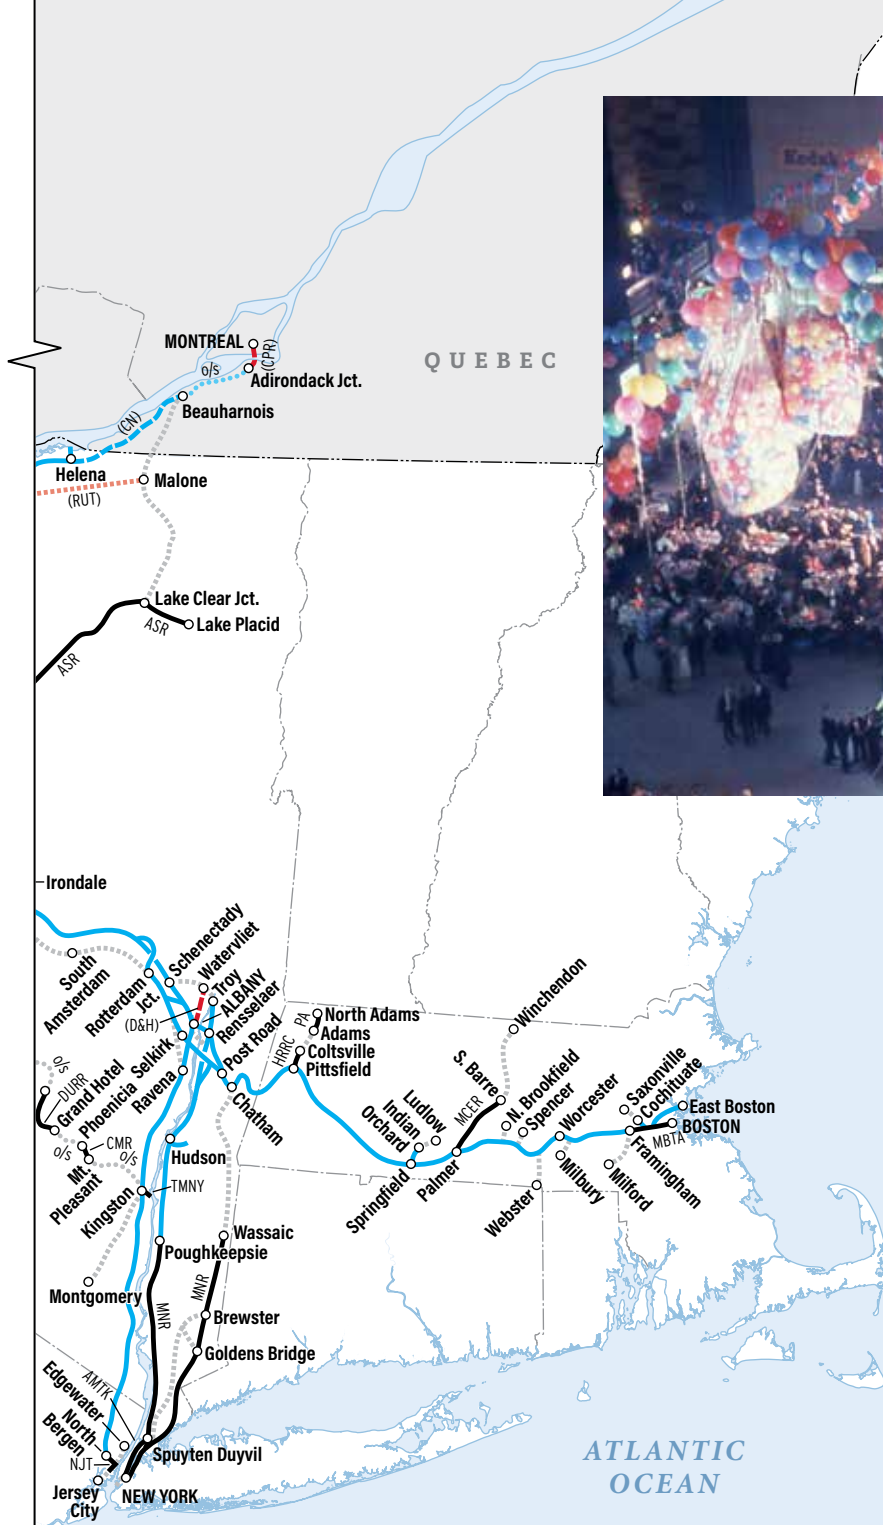 Kodak
MONTREAL
(CPR)
o/s
Adirondack Jct.
QUEBEC
Beauharnois
(CN)
Helena
(RUT)
Malone
Lake Clear Jct.
ASR
Lake Placid
ASR
Irondale
Schenectady
Watervliet
Troy
ALBANY
Rensselaer
South
Amsterdam
Rotterdam
Jct.
(D&H)
Selkirk
Post Road
Ravena
Chatham
HRRC
PA
North Adams
Adams
Coltsville
Pittsfield
Winchendon
o/s
DURR
Grand Hotel
Phoenicia
CMR
o/s
o/s
Mt.
Pleasant
Hudson
Kingston
TMNY
Ludlow
Indian
Orchard
Springfield
S. Barre
MCER
Palmer
N. Brookfield
Spencer
Worcester
Webster
Milbury
Saxonville
Cochituate
East Boston
BOSTON
MBTA
Framingham
Milford
Poughkeepsie
Wassaic
MNR
Montgomery
MNR
Brewster
Goldens Bridge
AMTK
Edgewater
North
Bergen
NJT
Spuyten Duyvil
Jersey
City
NEW YORK
ATLANTIC
OCEAN